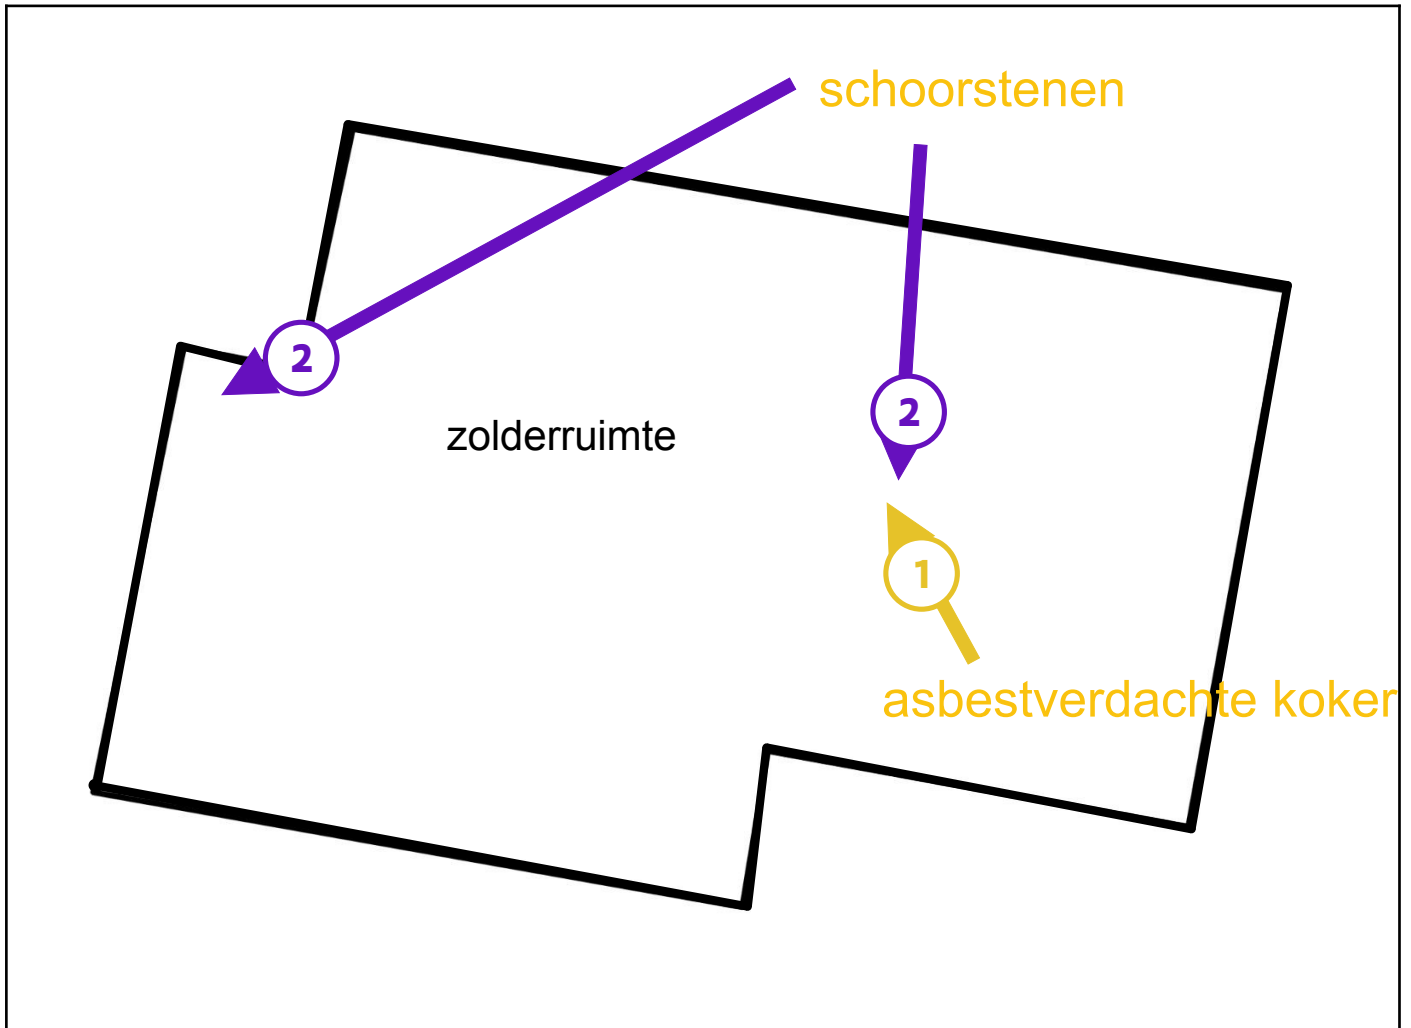 schoorstenen
2
2
zolderruimte
1
asbestverdachte koker